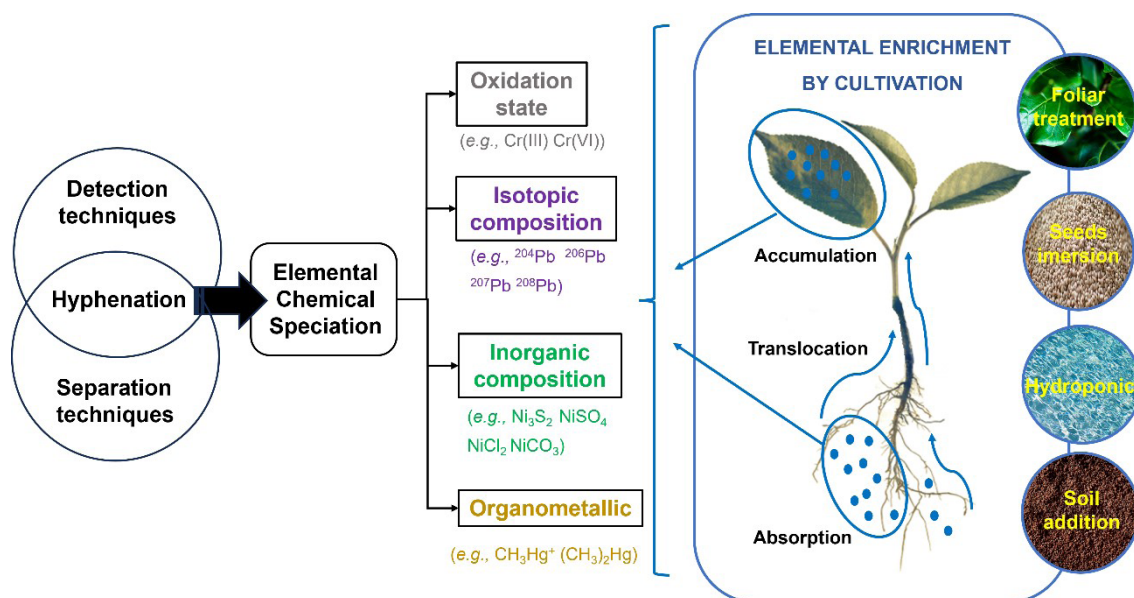 Detection
techniques
Hyphenation
Separation
techniques
Elemental
Chemical
Speciation
Oxidation
state
(e.g., Cr(III) Cr(VI))
Isotopic
composition
(e.g., ²⁰⁴Pb ²⁰⁶Pb
²⁰⁷Pb ²⁰⁸Pb)
Inorganic
composition
(e.g., Ni₃S₂ NiSO₄
NiCl₂ NiCO₃)
Organometallic
(e.g., CH₃Hg⁺ (CH₃)₂Hg)
ELEMENTAL ENRICHMENT
BY CULTIVATION
Accumulation
Translocation
Absorption
Foliar
treatment
Seeds
imersion
Hydroponic
Soil
addition